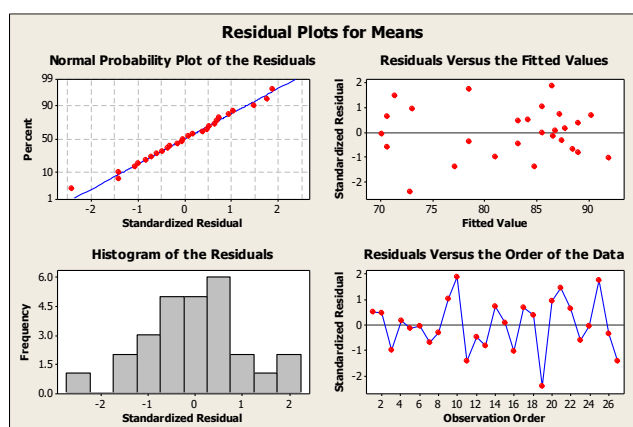 Residual Plots for Means
Normal Probability Plot of the Residuals
99
90
50
10
1
Percent
-2 -1 0 1 2
Standardized Residual
Residuals Versus the Fitted Values
2
1
0
-1
-2
Standardized Residual
70 75 80 85 90
Fitted Value
Histogram of the Residuals
6.0
4.5
3.0
1.5
0.0
Frequency
-2 -1 0 1 2
Standardized Residual
Residuals Versus the Order of the Data
2
1
0
-1
-2
Standardized Residual
2 4 6 8 10 12 14 16 18 20 22 24 26
Observation Order